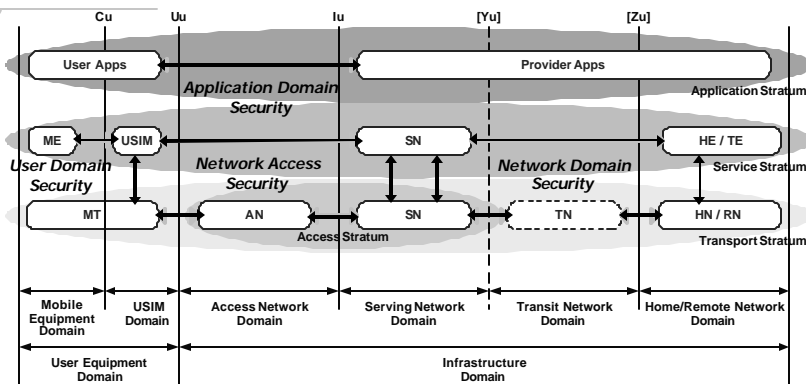 Cu Uu Iu [Yu] [Zu]
User Apps Provider Apps
Application Domain
Security
Application Stratum
ME USIM SN HE / TE
User Domain
Security
Network Access
Security
Network Domain
Security
Service Stratum
MT AN SN TN HN / RN
Access Stratum
Transport Stratum
Mobile
Equipment
Domain
USIM
Domain
Access Network
Domain
Serving Network
Domain
Transit Network
Domain
Home/Remote Network
Domain
User Equipment
Domain
Infrastructure
Domain